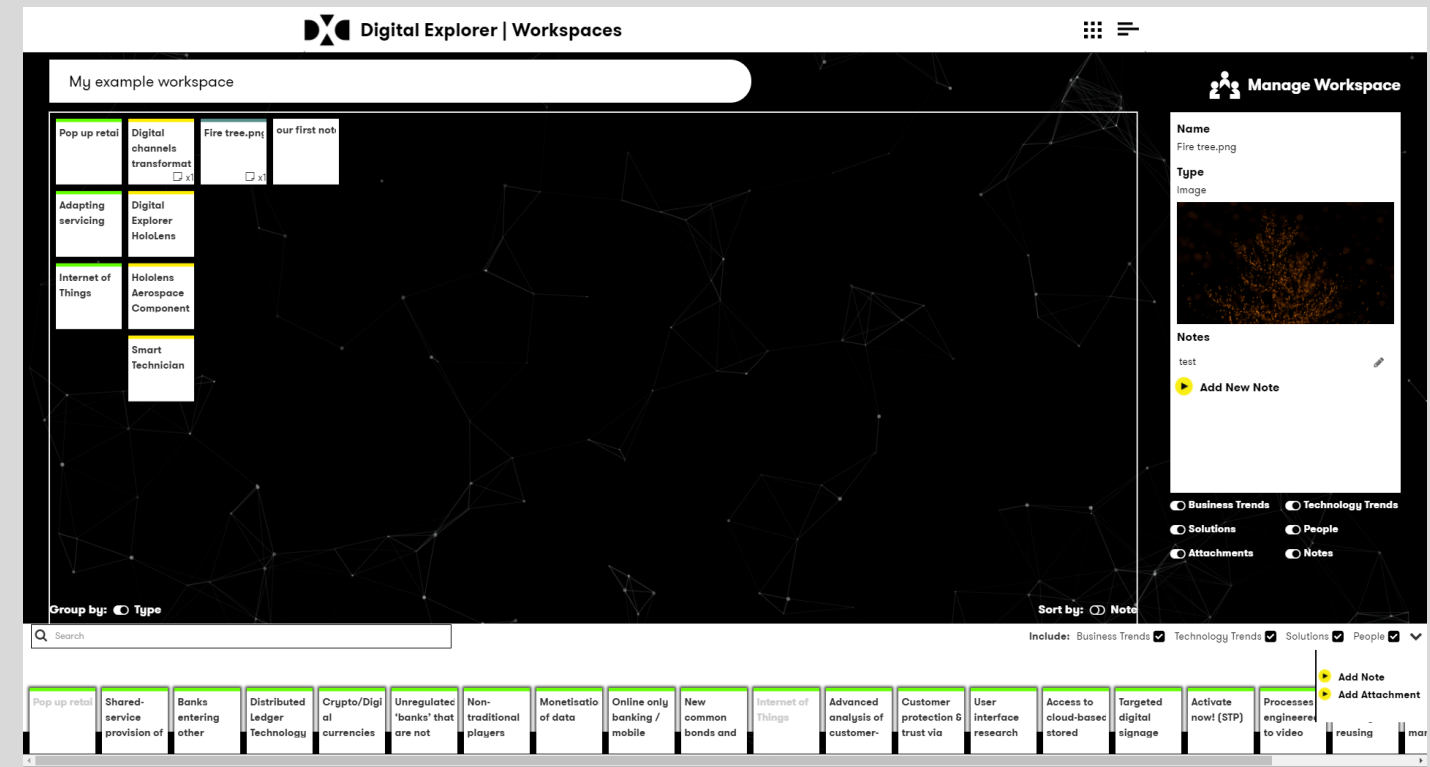 Digital Explorer | Workspaces
My example workspace
Manage Workspace
Pop up retai
Digital
channels
transformat
x1
Fire tree.png
x1
our first note
Adapting
servicing
Digital
Explorer
HoloLens
Internet of
Things
Hololens
Aerospace
Component
Smart
Technician
Name
Fire tree.png
Type
Image
Notes
test
Add New Note
Business Trends
Technology Trends
Solutions
People
Attachments
Notes
Group by: Type
Sort by: Note
Search
Include: Business Trends Technology Trends Solutions People
Add Note
Add Attachment
Pop up retai
Shared-
service
provision of
Banks
entering
other
Distributed
Ledger
Technology
Crypto/Digi
al
currencies
Unregulated
'banks' that
are not
Non-
traditional
players
Monetisatio
of data
Online only
banking /
mobile
New
common
bonds and
Internet of
Things
Advanced
analysis of
customer-
Customer
protection &
trust via
User
interface
research
Access to
cloud-based
stored
Targeted
digital
signage
Activate
now! (STP)
Processes
engineered
to video
reusing
mar